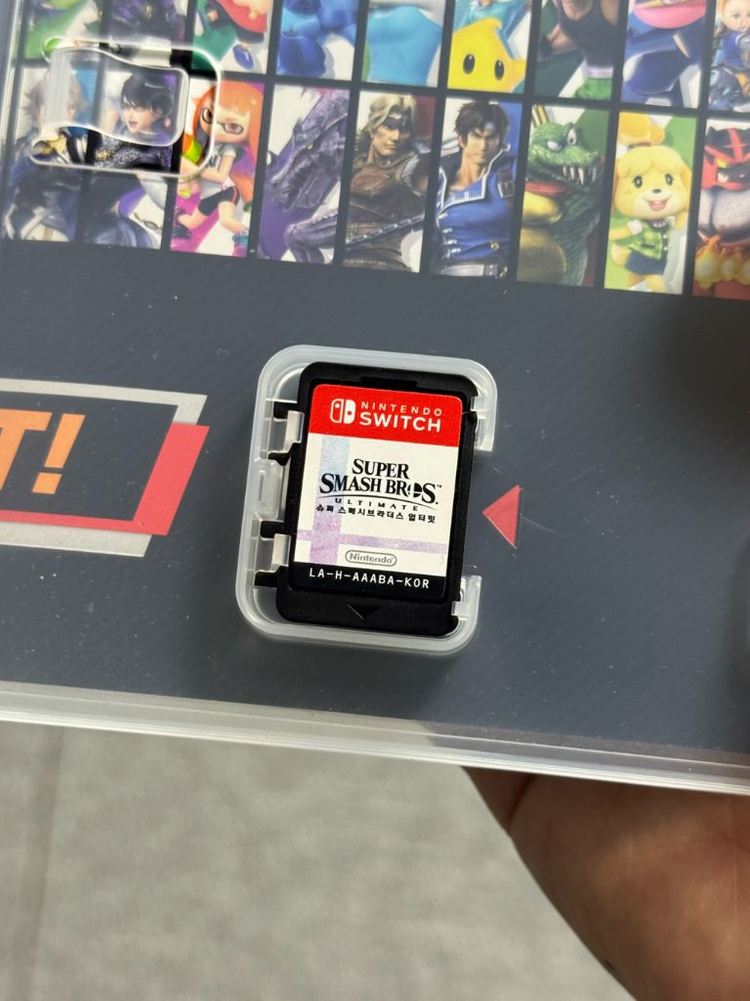 T!
NINTENDO
SWITCH
SUPER
SMASH BROS.™
ULTIMATE
슈퍼 스매시브라더스 얼티밋
Nintendo
LA-H-AAABA-KOR